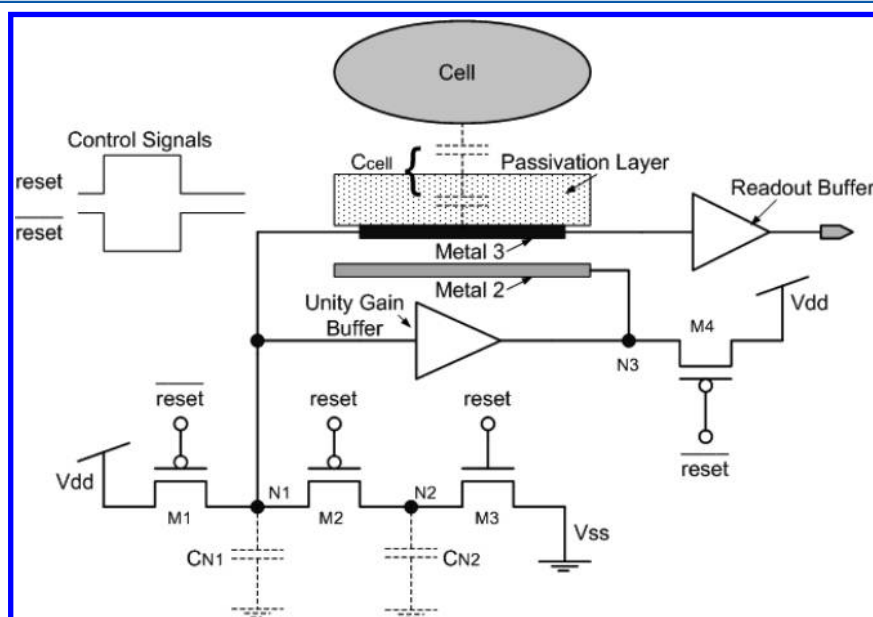 Cell
Control Signals
Ccell
Passivation Layer
reset
Readout Buffer
reset
Metal 3
Metal 2
Unity Gain
Buffer
Vdd
M4
N3
reset
reset
reset
reset
Vdd
N1
N2
M1
M2
M3
Vss
CN1
CN2